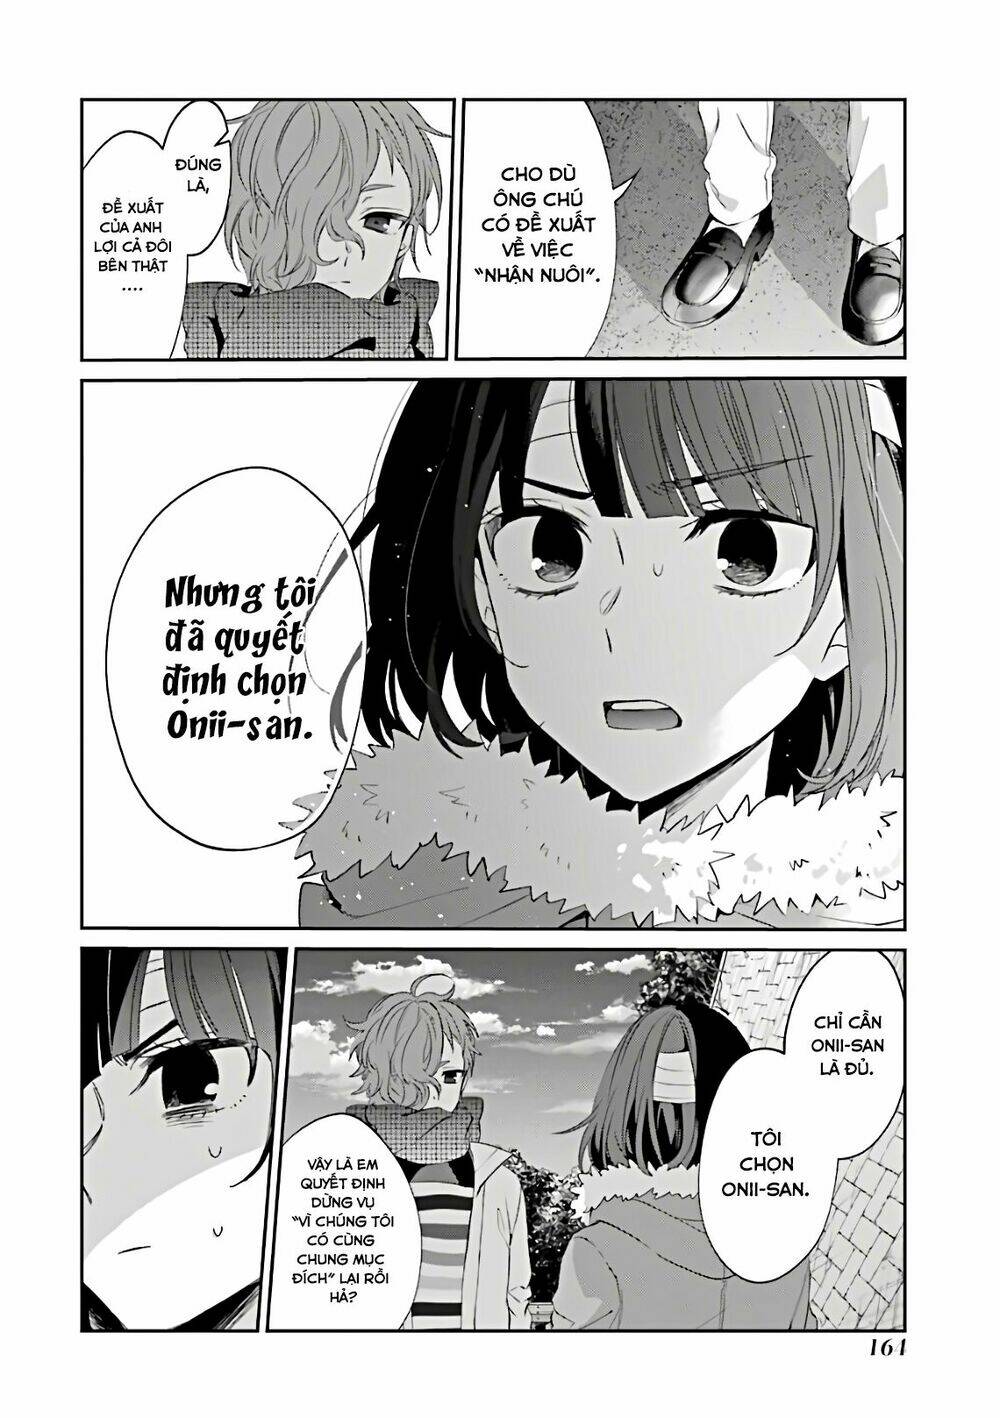 CHO DÙ
ÔNG CHÚ
CÓ ĐỀ XUẤT
VỀ VIỆC
"NHẬN NUÔI".
ĐÚNG
LÀ,
ĐỀ XUẤT
CỦA ANH
LỢI CẢ ĐÔI
BÊN THẬT
....
Nhưng tôi
đã quyết
định chọn
Onii-san.
CHỈ CẦN
ONII-SAN
LÀ ĐỦ.
TÔI
CHỌN
ONII-SAN.
VẬY LÀ EM
QUYẾT ĐỊNH
DỪNG VỤ
"VÌ CHÚNG TÔI
CÓ CÙNG
CHUNG MỤC
ĐÍCH" LẠI RỒI
HẢ?
164